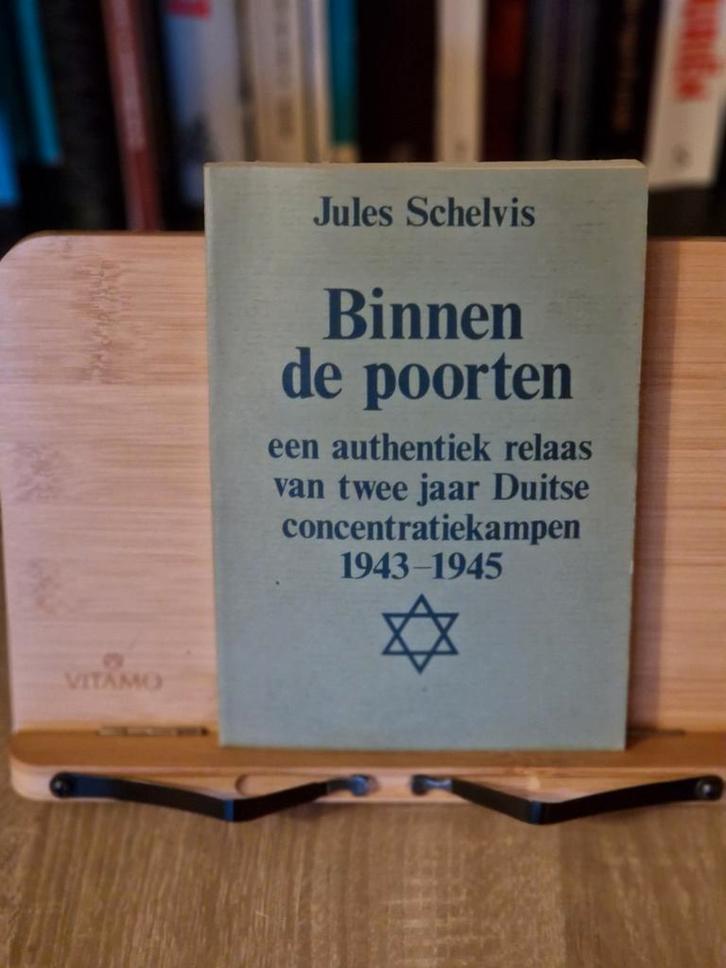 Jules Schelvis
Binnen
de poorten
een authentiek relaas
van twee jaar Duitse
concentratiekampen
1943–1945
VITAMO